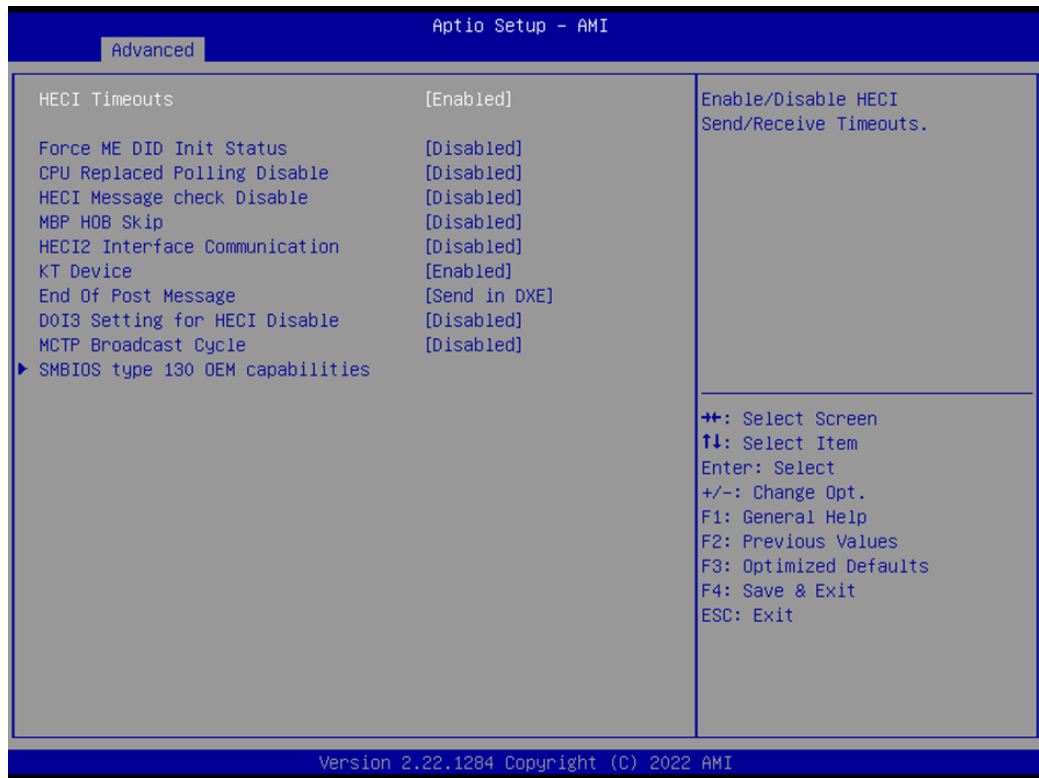 Aptio Setup – AMI
Advanced
HECI Timeouts [Enabled]
Force ME DID Init Status [Disabled]
CPU Replaced Polling Disable [Disabled]
HECI Message check Disable [Disabled]
MBP HOB Skip [Disabled]
HECI2 Interface Communication [Disabled]
KT Device [Enabled]
End Of Post Message [Send in DXE]
DOI3 Setting for HECI Disable [Disabled]
MCTP Broadcast Cycle [Disabled]
SMBIOS type 130 OEM capabilities
Enable/Disable HECI
Send/Receive Timeouts.
→←: Select Screen
↑↓: Select Item
Enter: Select
+/-: Change Opt.
F1: General Help
F2: Previous Values
F3: Optimized Defaults
F4: Save & Exit
ESC: Exit
Version 2.22.1284 Copyright (C) 2022 AMI